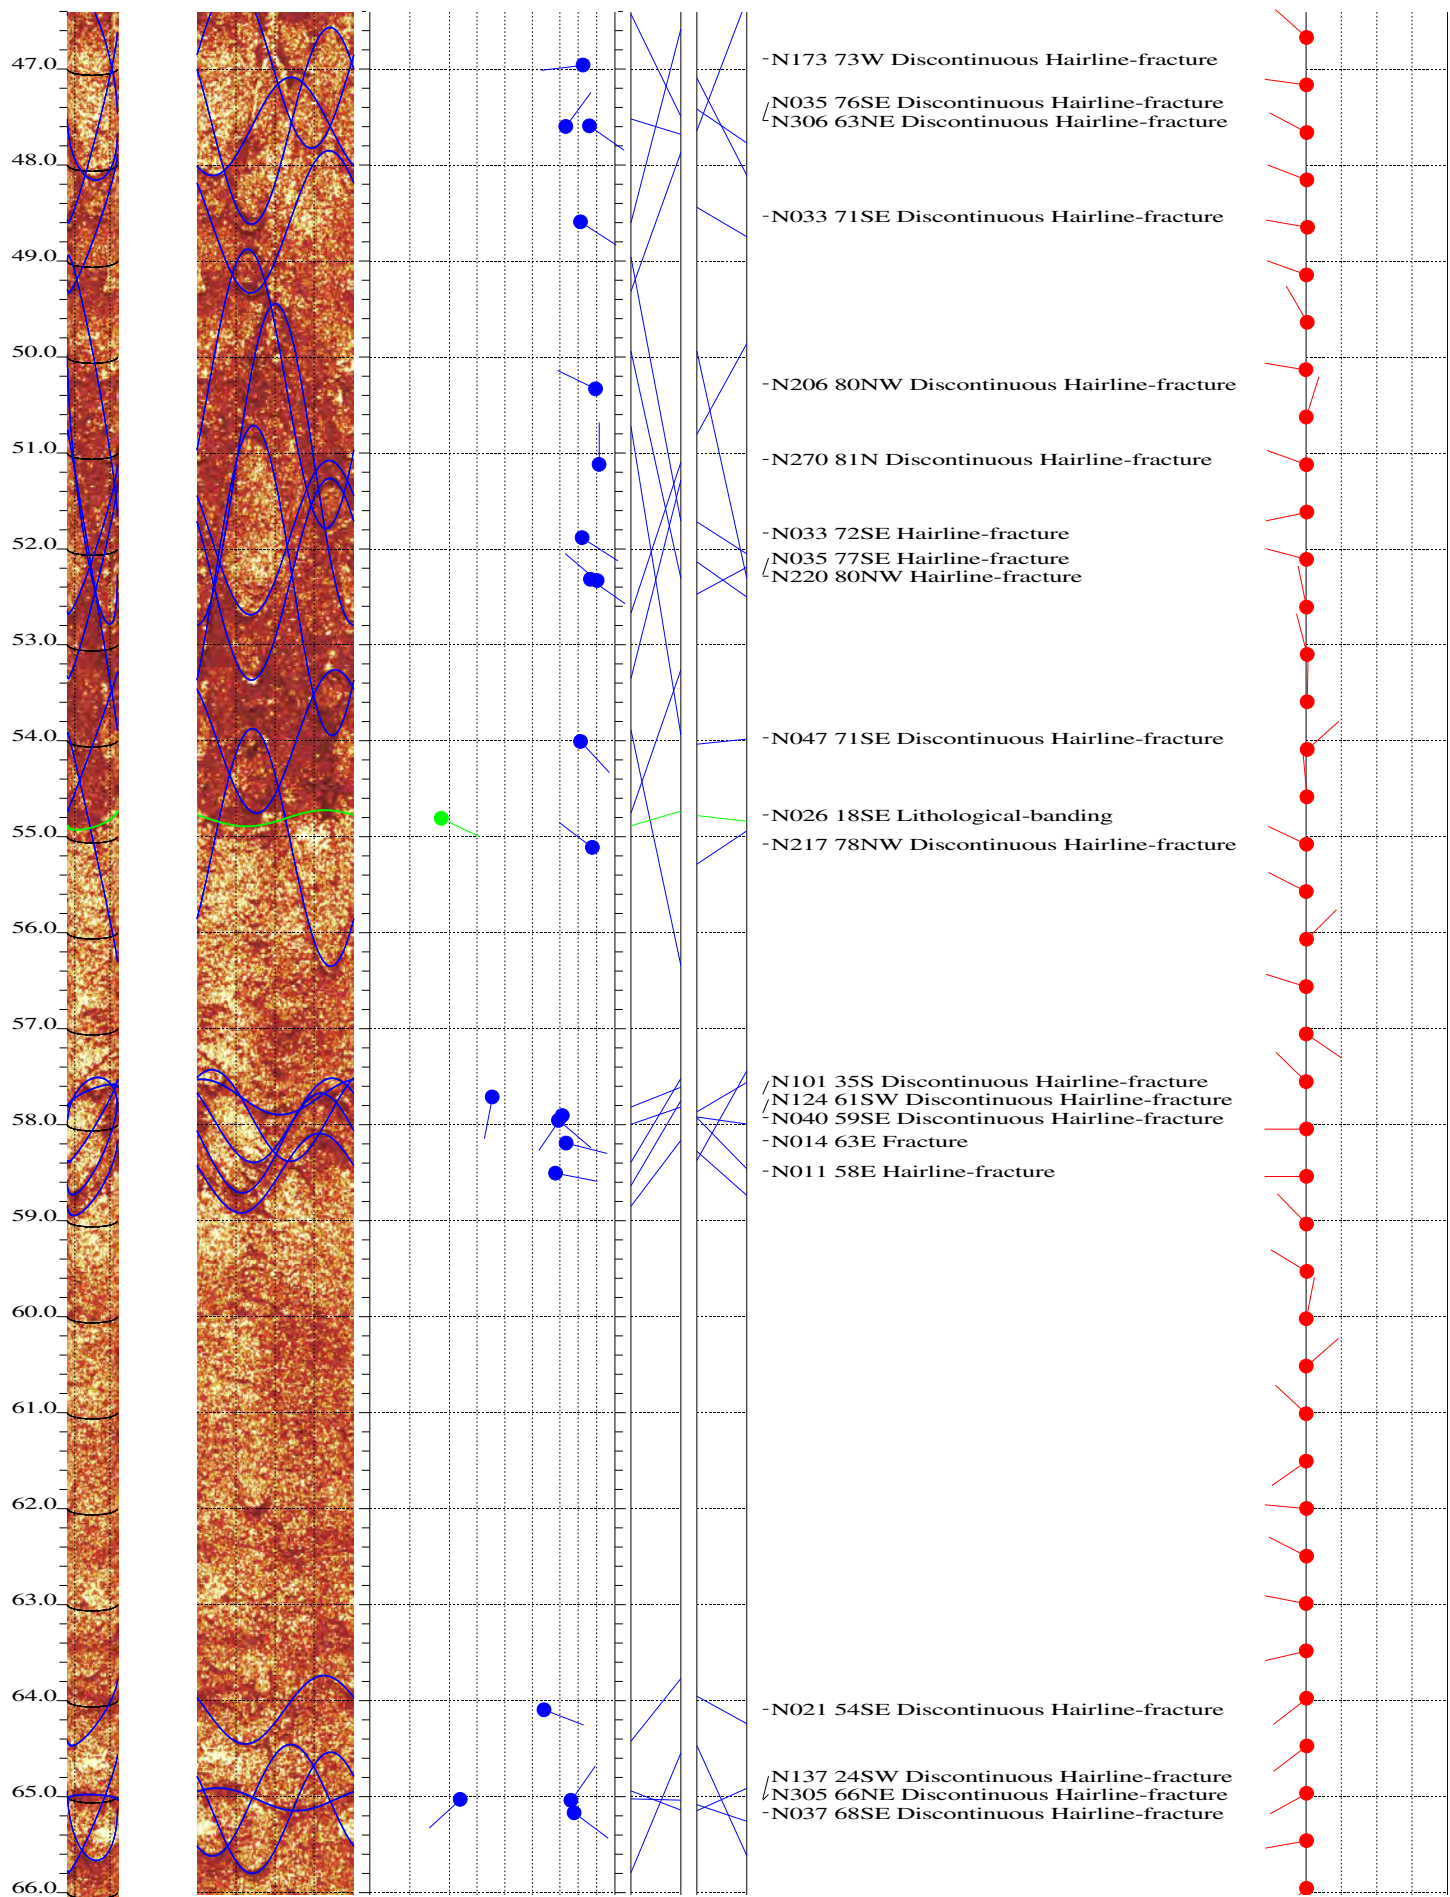 47.0
N173 73W Discontinuous Hairline-fracture
N035 76SE Discontinuous Hairline-fracture
N306 63NE Discontinuous Hairline-fracture
48.0
N033 71SE Discontinuous Hairline-fracture
49.0
50.0
N206 80NW Discontinuous Hairline-fracture
51.0
N270 81N Discontinuous Hairline-fracture
N033 72SE Hairline-fracture
52.0
N035 77SE Hairline-fracture
N220 80NW Hairline-fracture
53.0
54.0
N047 71SE Discontinuous Hairline-fracture
N026 18SE Lithological-banding
55.0
N217 78NW Discontinuous Hairline-fracture
56.0
57.0
N101 35S Discontinuous Hairline-fracture
N124 61SW Discontinuous Hairline-fracture
58.0
N040 59SE Discontinuous Hairline-fracture
N014 63E Fracture
N011 58E Hairline-fracture
59.0
60.0
61.0
62.0
63.0
64.0
N021 54SE Discontinuous Hairline-fracture
N137 24SW Discontinuous Hairline-fracture
65.0
N305 66NE Discontinuous Hairline-fracture
N037 68SE Discontinuous Hairline-fracture
66.0